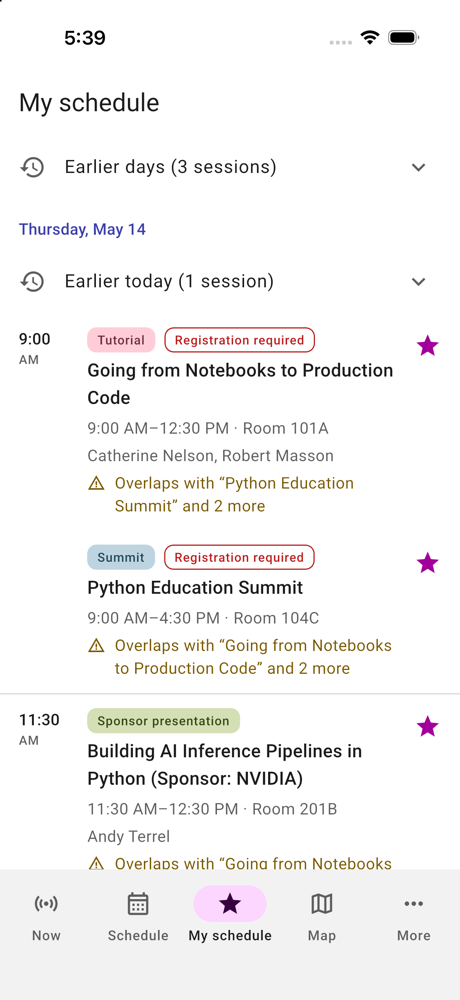 5:39
My schedule
Earlier days (3 sessions)
Thursday, May 14
Earlier today (1 session)
9:00
AM
Tutorial
Registration required
Going from Notebooks to Production
Code
9:00 AM–12:30 PM · Room 101A
Catherine Nelson, Robert Masson
Overlaps with “Python Education
Summit” and 2 more
Summit
Registration required
Python Education Summit
9:00 AM–4:30 PM · Room 104C
Overlaps with “Going from Notebooks
to Production Code” and 2 more
11:30
AM
Sponsor presentation
Building AI Inference Pipelines in
Python (Sponsor: NVIDIA)
11:30 AM–12:30 PM · Room 201B
Andy Terrel
Overlaps with “Going from Notebooks
Now
Schedule
My schedule
Map
More